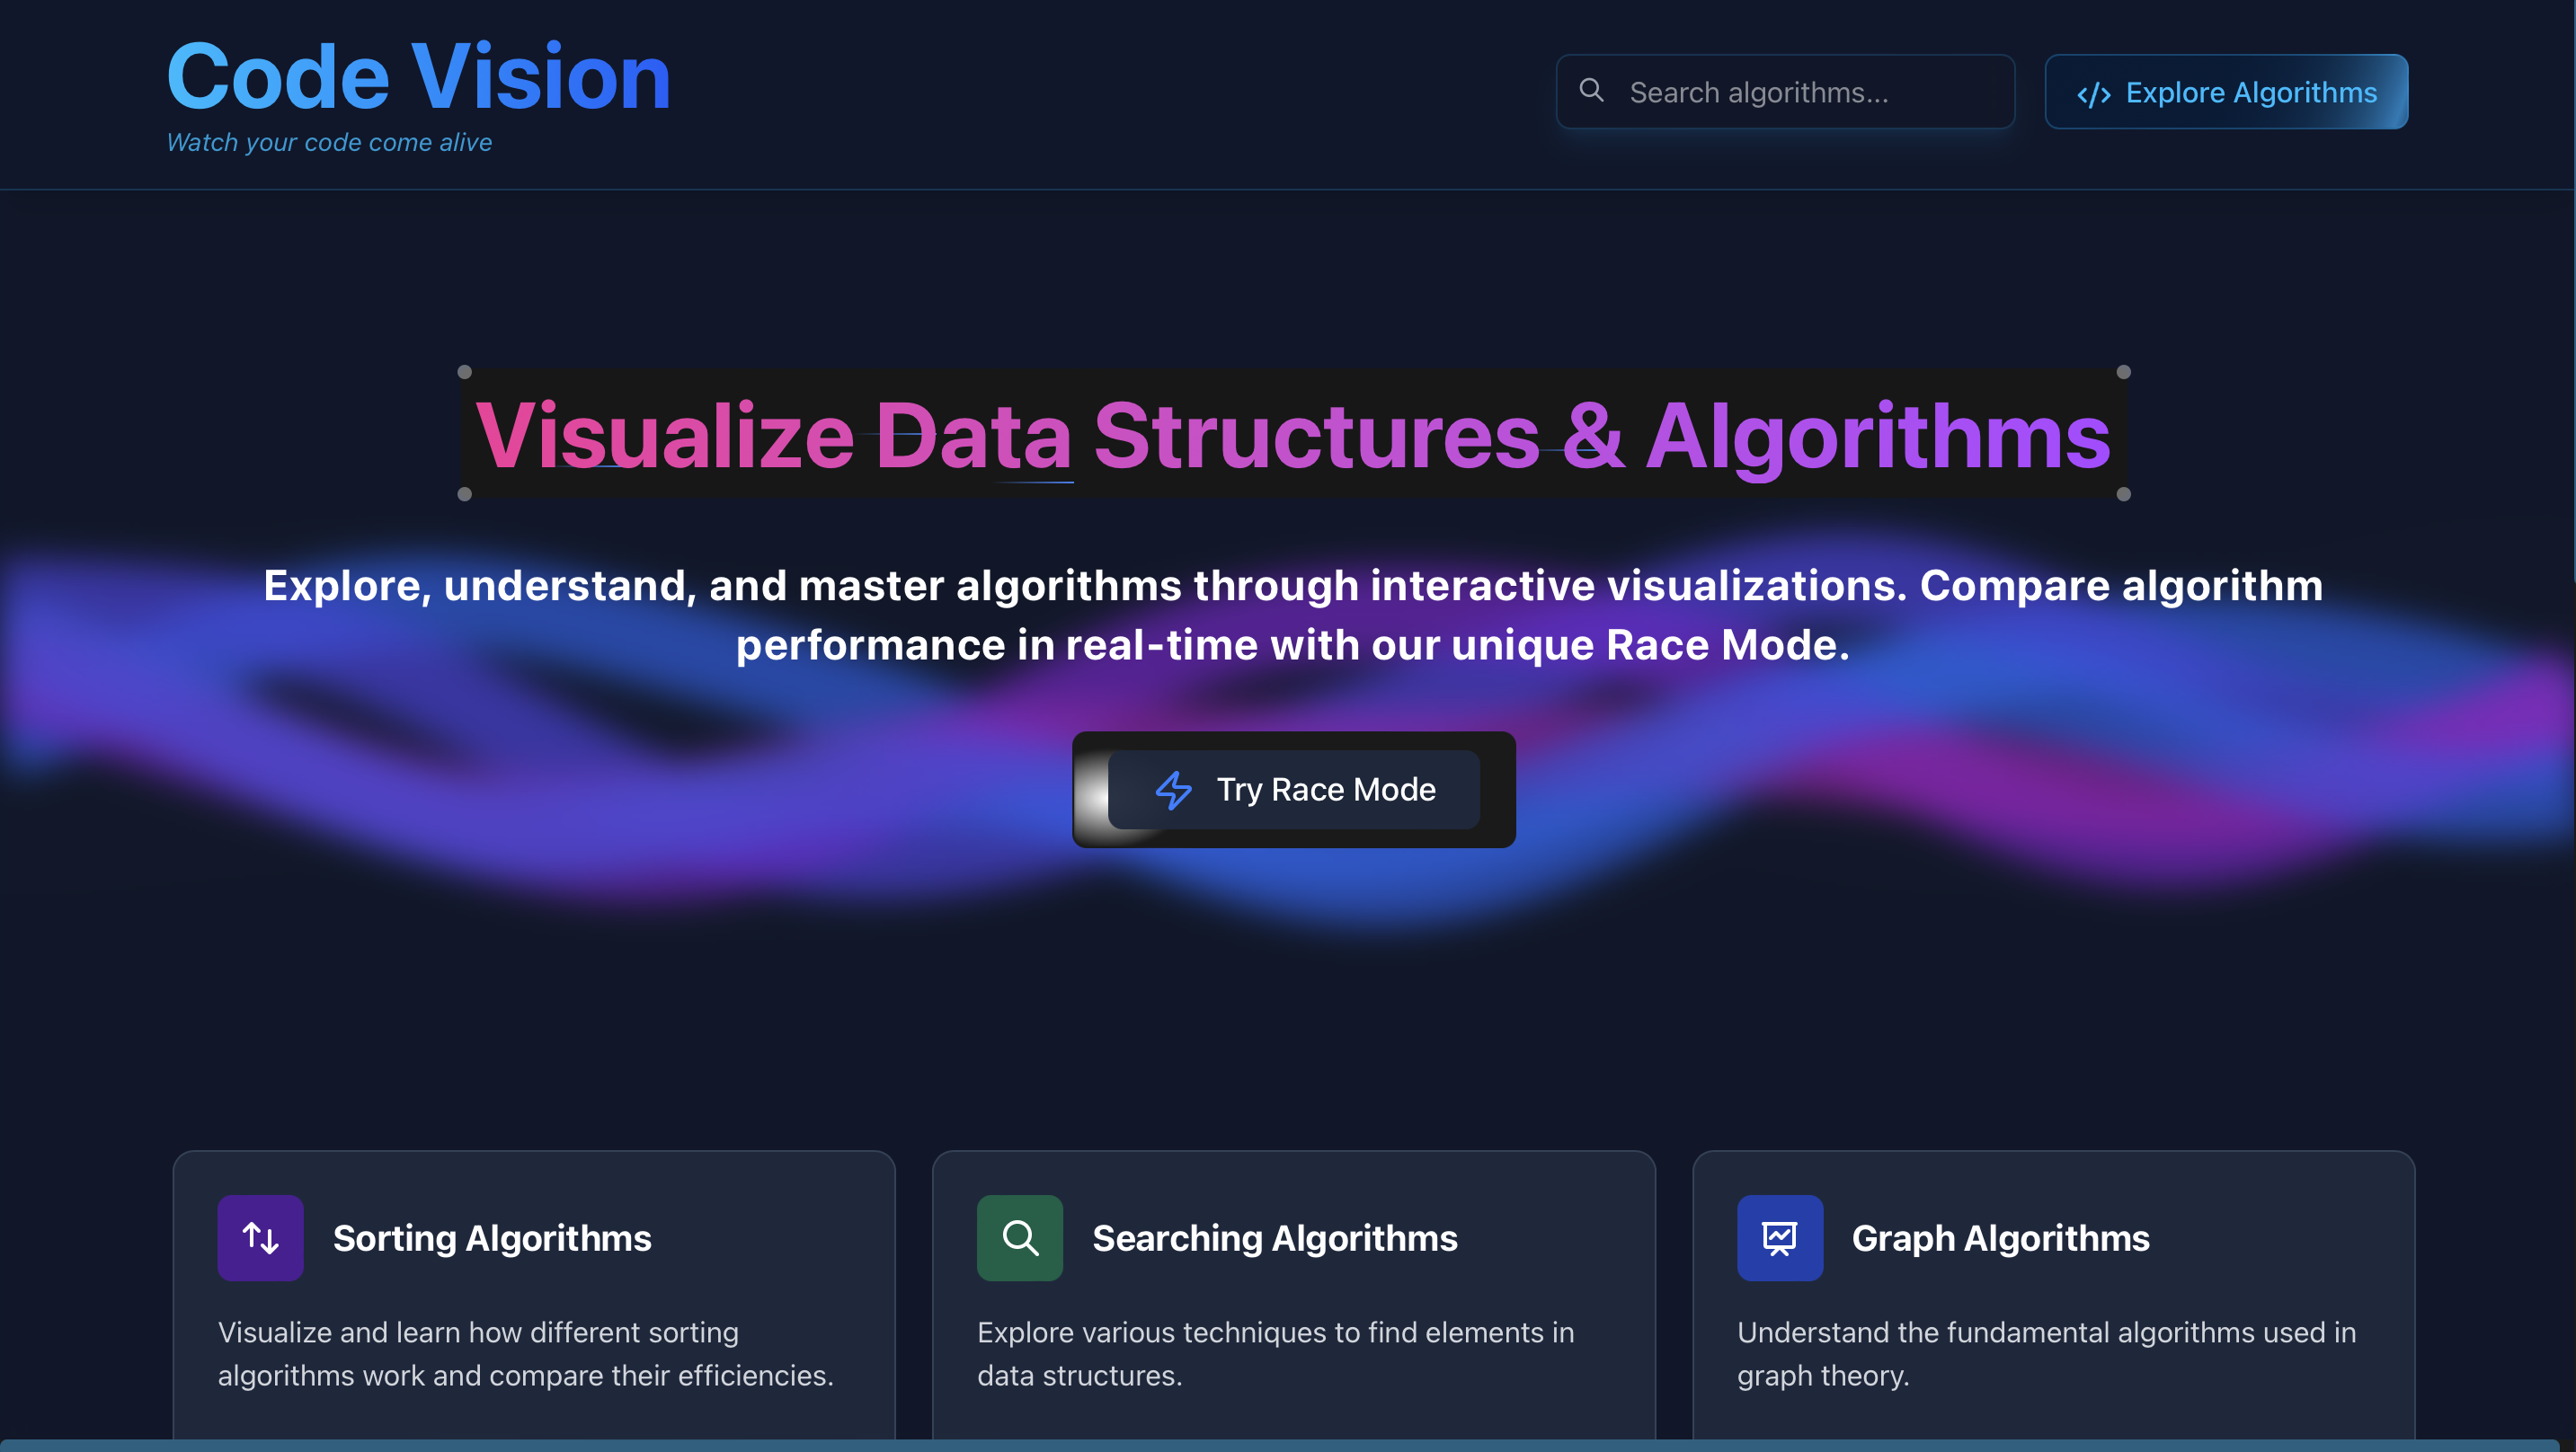 Code Vision
Watch your code come alive
Search algorithms...
</> Explore Algorithms
Visualize Data Structures & Algorithms
Explore, understand, and master algorithms through interactive visualizations. Compare algorithm
performance in real-time with our unique Race Mode.
Try Race Mode
Sorting Algorithms
Visualize and learn how different sorting
algorithms work and compare their efficiencies.
Searching Algorithms
Explore various techniques to find elements in
data structures.
Graph Algorithms
Understand the fundamental algorithms used in
graph theory.